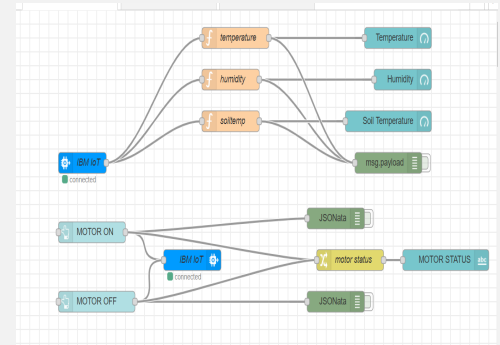 temperature
Temperature
humidity
Humidity
soiltemp
Soil Temperature
IBM IoT
connected
msg.payload
JSONata
MOTOR ON
IBM IoT
connected
motor status
MOTOR STATUS
abc
MOTOR OFF
JSONata